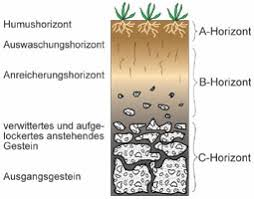 Humushorizont
Auswaschungshorizont
Anreicherungshorizont
verwittertes und aufge-
lockertes anstehendes
Gestein
Ausgangsgestein
A-Horizont
B-Horizont
C-Horizont